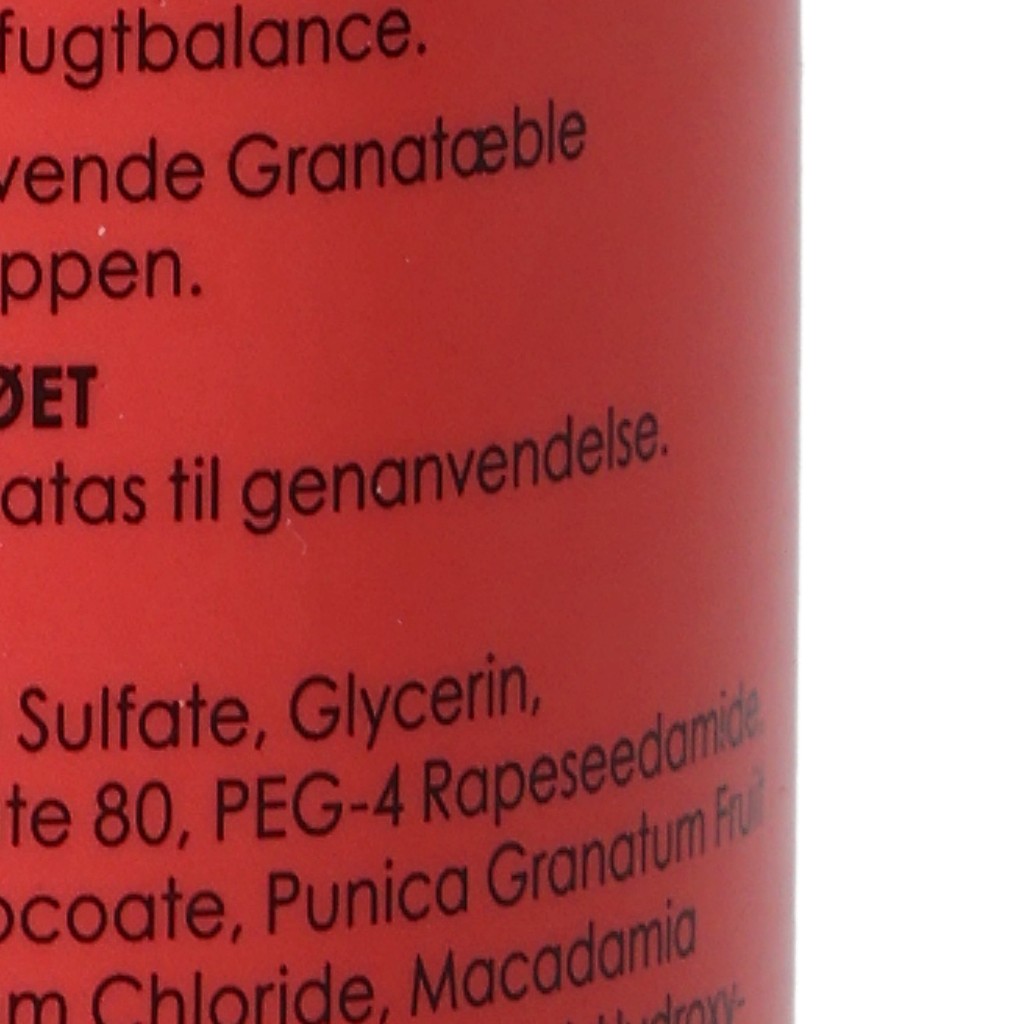 fugtbalance.
vende Granatæble
ppen.
ØET
atas til genanvendelse.
Sulfate, Glycerin,
te 80, PEG-4 Rapeseedamide,
ocoate, Punica Granatum Fruit
m Chloride, Macadamia
Hydroxy-